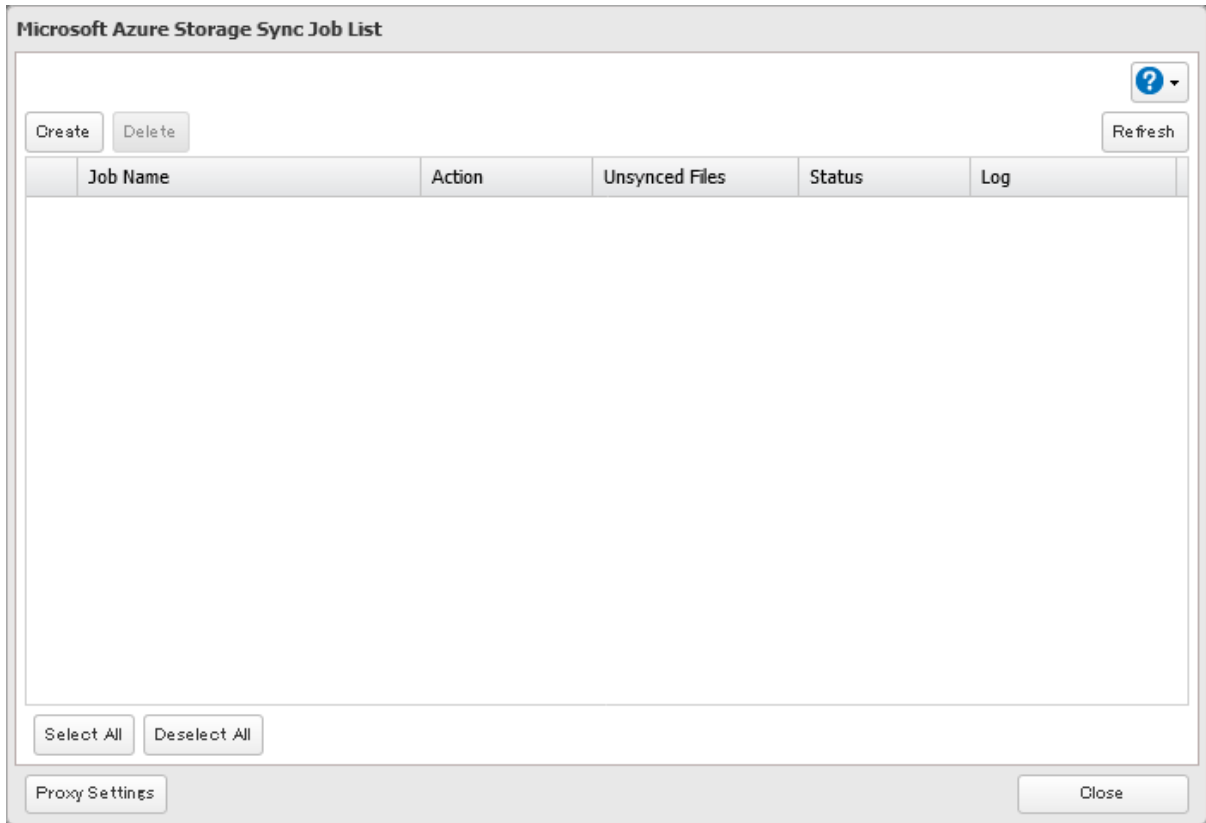 Microsoft Azure Storage Sync Job List
?
Create Delete Refresh
Job Name Action Unsynced Files Status Log
Select All Deselect All
Proxy Settings Close